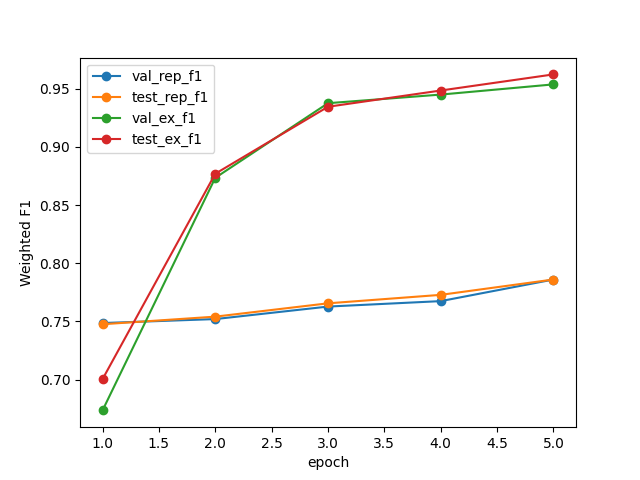 val_rep_f1
test_rep_f1
val_ex_f1
test_ex_f1
Weighted F1
0.95
0.90
0.85
0.80
0.75
0.70
1.0 1.5 2.0 2.5 3.0 3.5 4.0 4.5 5.0
epoch